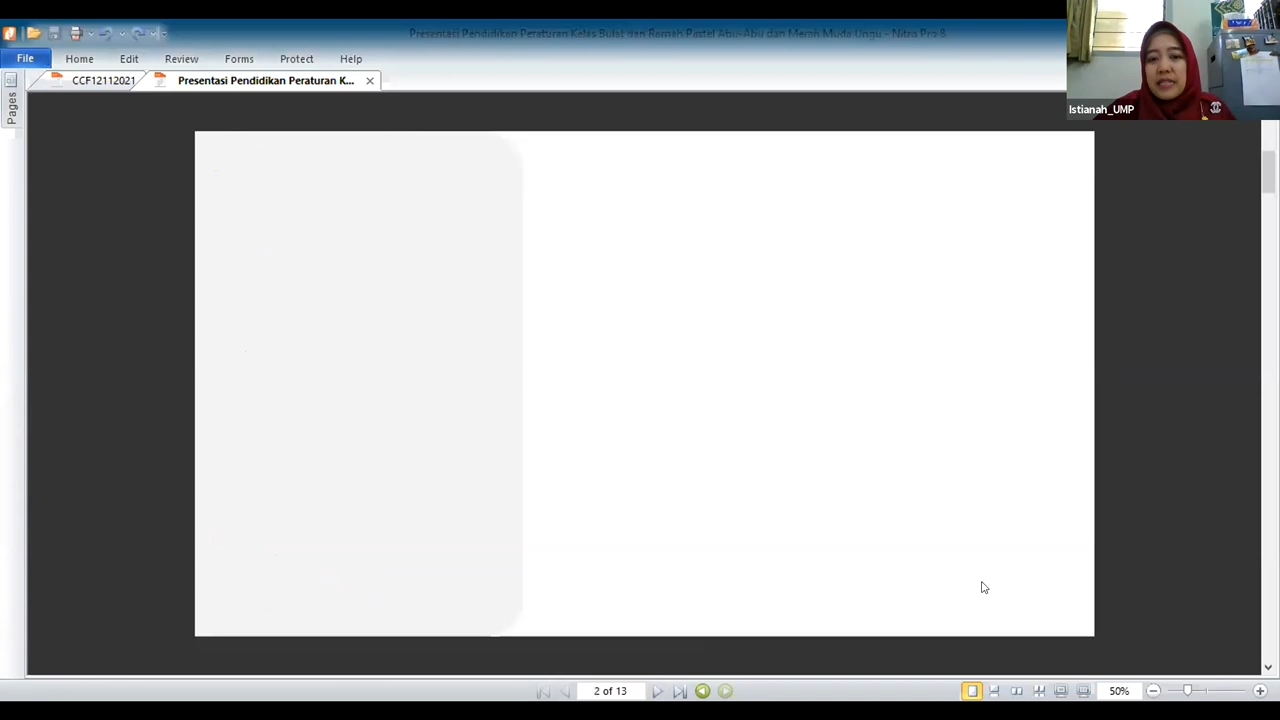 Presentasi Pendidikan Peraturan Kelas Bulat dan Ramah Pastel Abu-Abu dan Merah Muda Ungu - Nitro Pro 8
File Home Edit Review Forms Protect Help
CCF12112021 Presentasi Pendidikan Peraturan K...
Pages
Istianah_UMP
2 of 13
50%